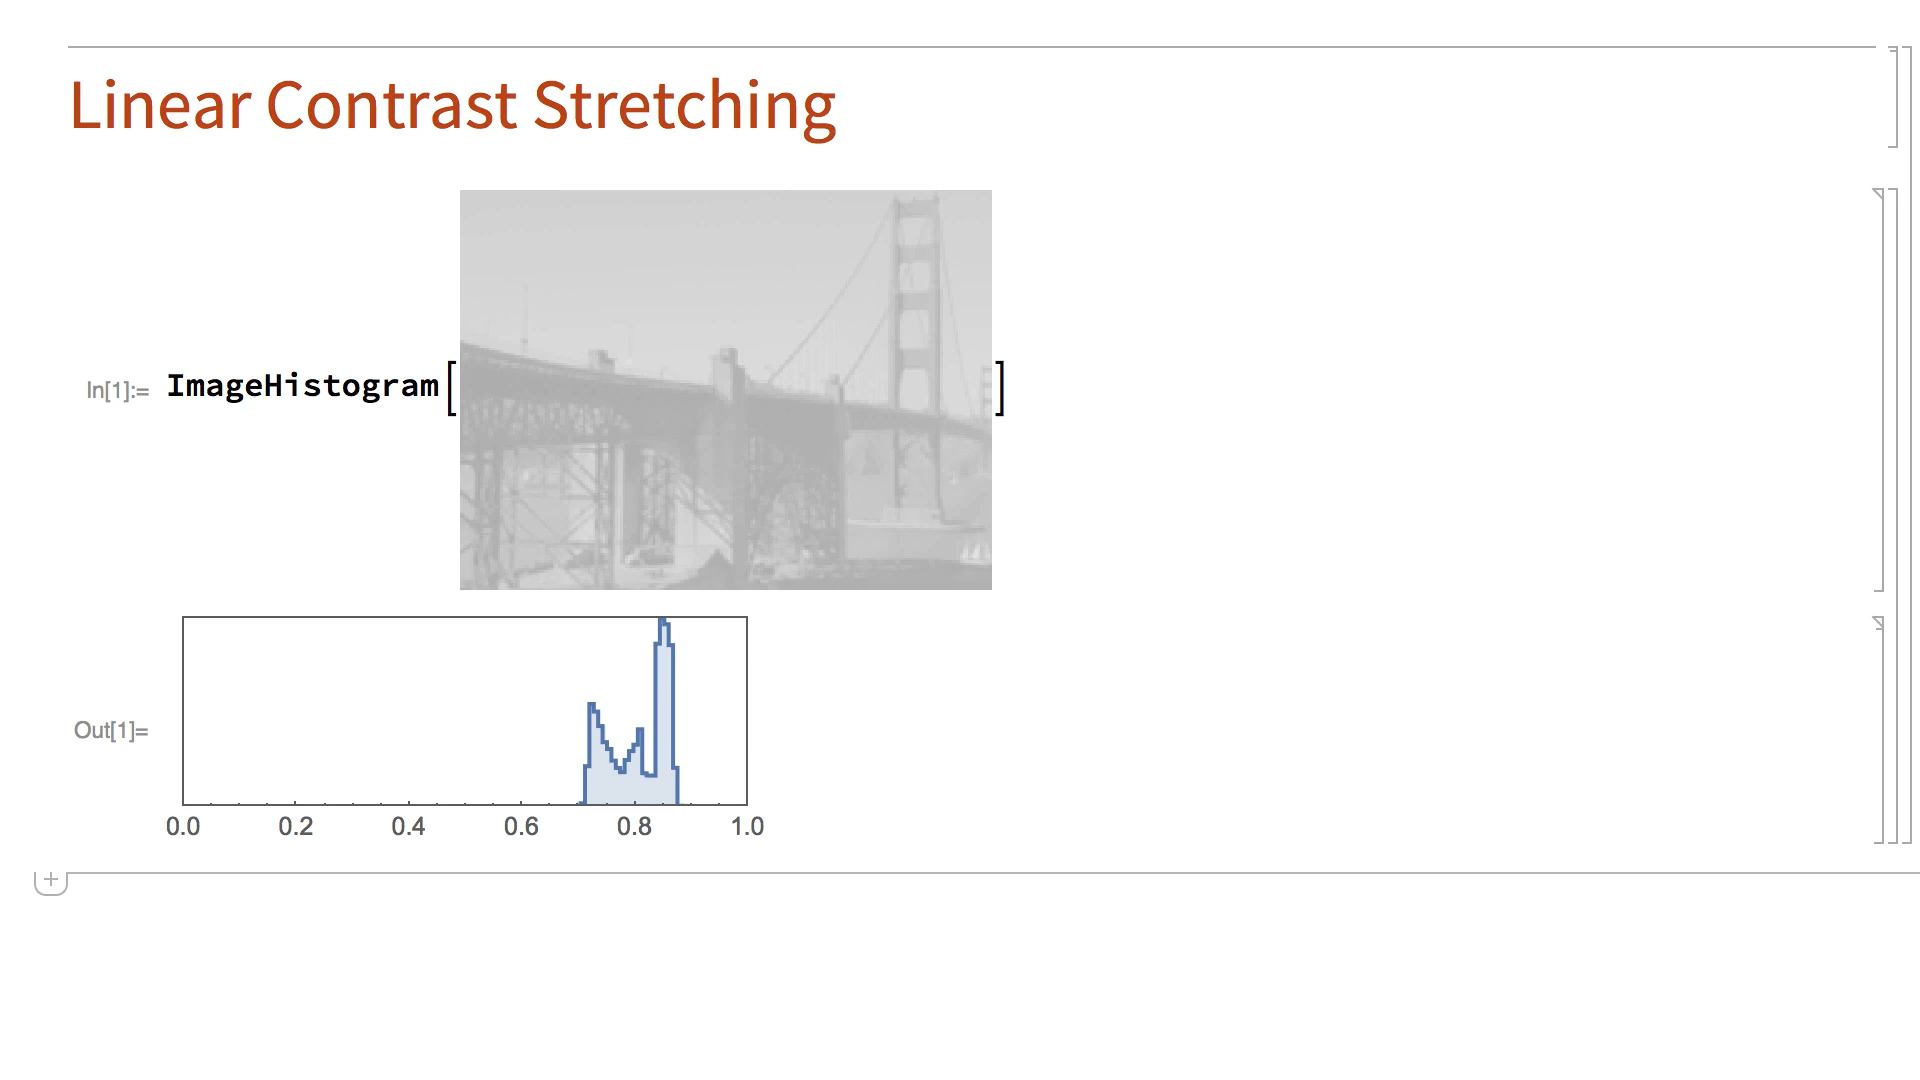 Linear Contrast Stretching
In[1]:= ImageHistogram[ ]
Out[1]=
0.0 0.2 0.4 0.6 0.8 1.0
+